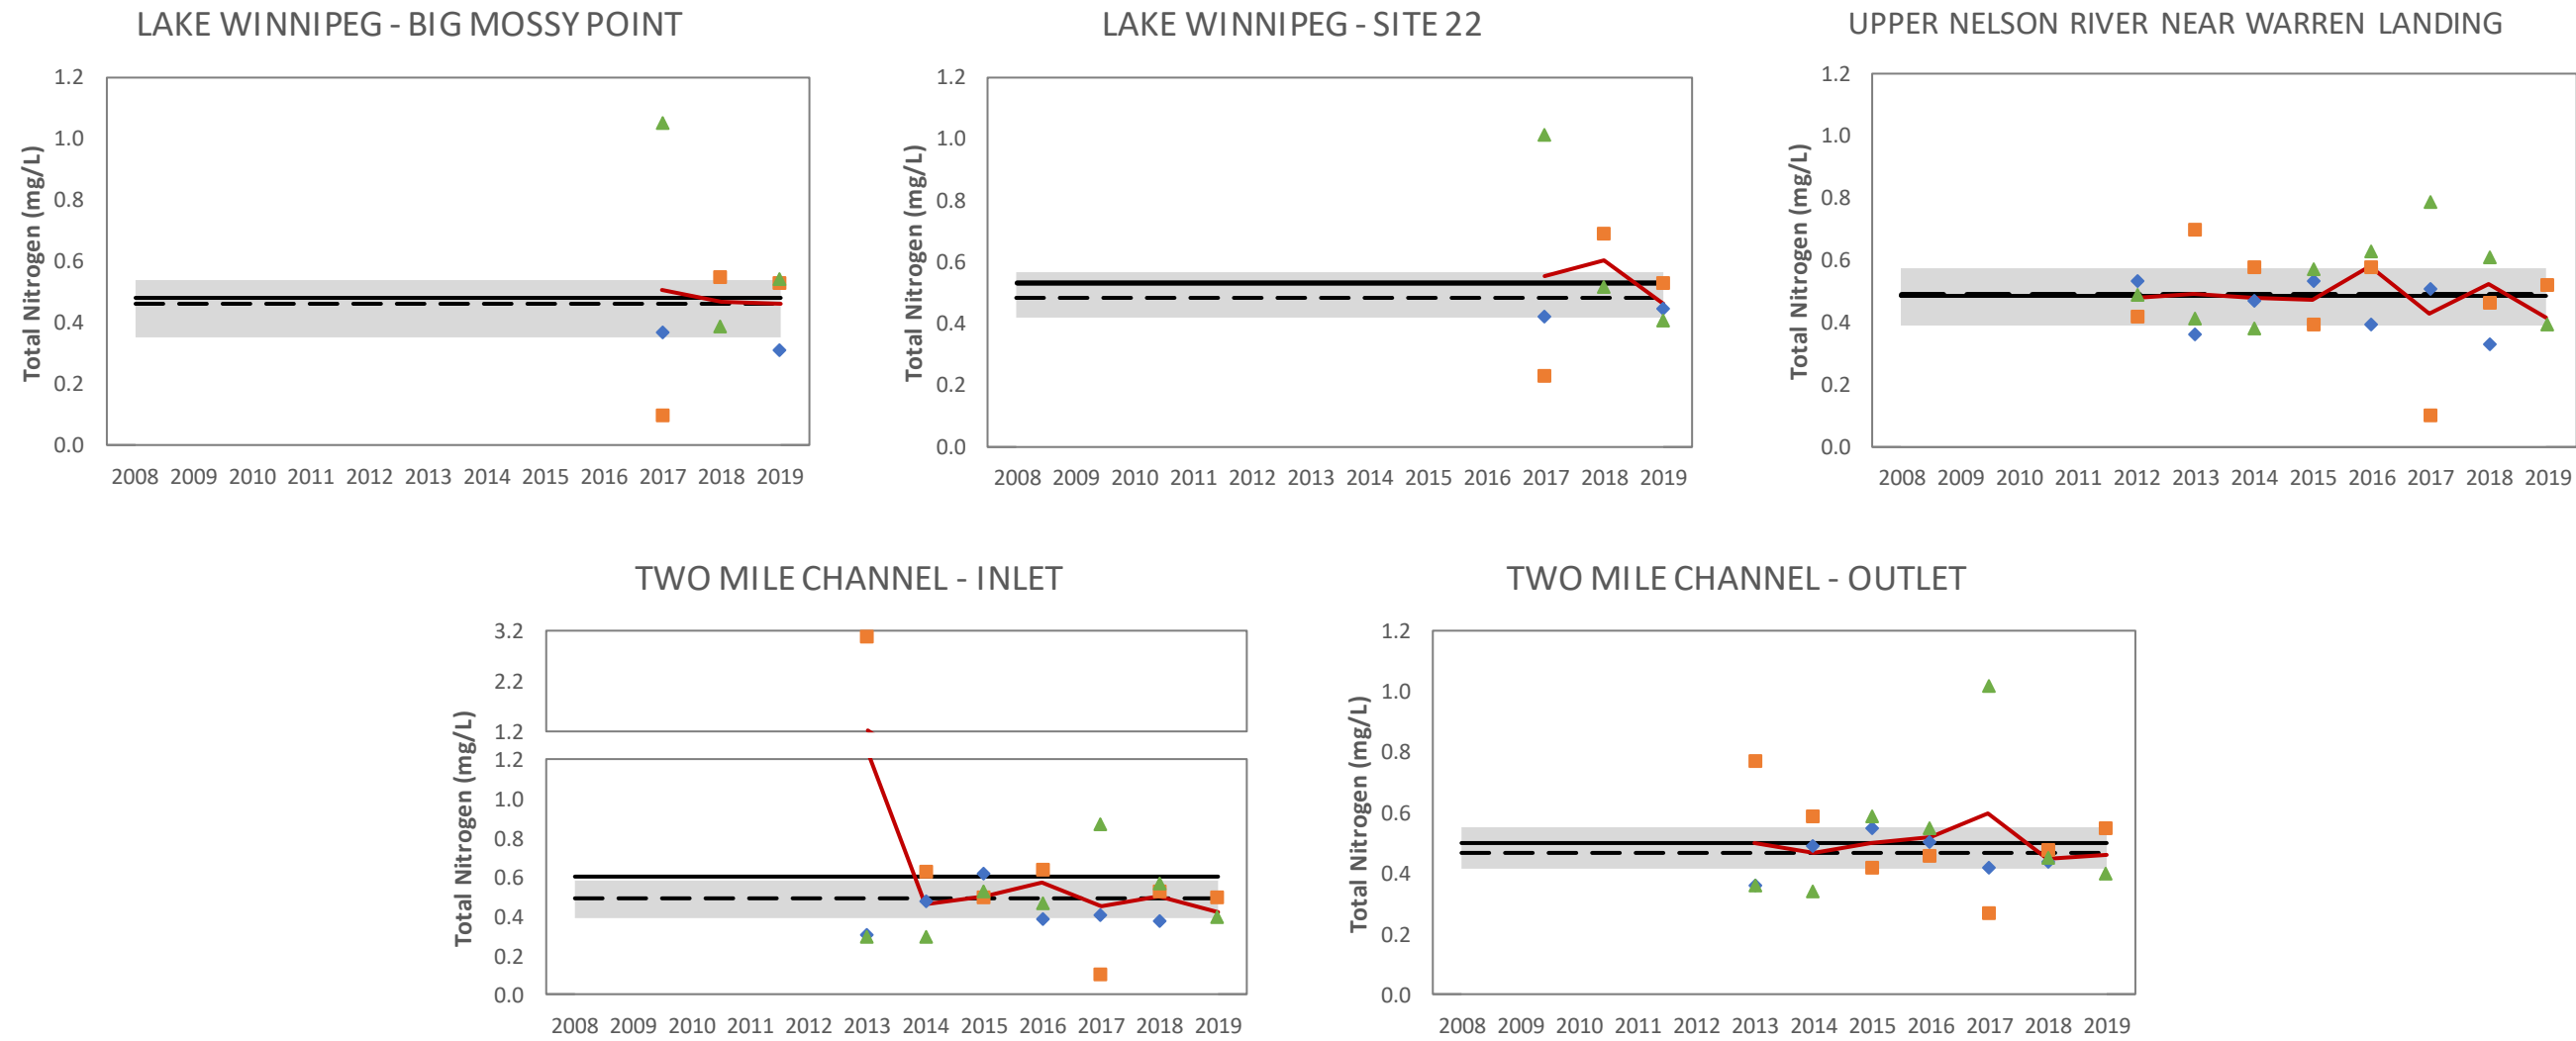 LAKE WINNIPEG - BIG MOSSY POINT
Total Nitrogen (mg/L)
1.2
1.0
0.8
0.6
0.4
0.2
0.0
2008 2009 2010 2011 2012 2013 2014 2015 2016 2017 2018 2019
LAKE WINNIPEG - SITE 22
Total Nitrogen (mg/L)
1.2
1.0
0.8
0.6
0.4
0.2
0.0
2008 2009 2010 2011 2012 2013 2014 2015 2016 2017 2018 2019
UPPER NELSON RIVER NEAR WARREN LANDING
Total Nitrogen (mg/L)
1.2
1.0
0.8
0.6
0.4
0.2
0.0
2008 2009 2010 2011 2012 2013 2014 2015 2016 2017 2018 2019
TWO MILE CHANNEL - INLET
Total Nitrogen (mg/L)
3.2
2.2
1.2
1.2
1.0
0.8
0.6
0.4
0.2
0.0
2008 2009 2010 2011 2012 2013 2014 2015 2016 2017 2018 2019
TWO MILE CHANNEL - OUTLET
Total Nitrogen (mg/L)
1.2
1.0
0.8
0.6
0.4
0.2
0.0
2008 2009 2010 2011 2012 2013 2014 2015 2016 2017 2018 2019